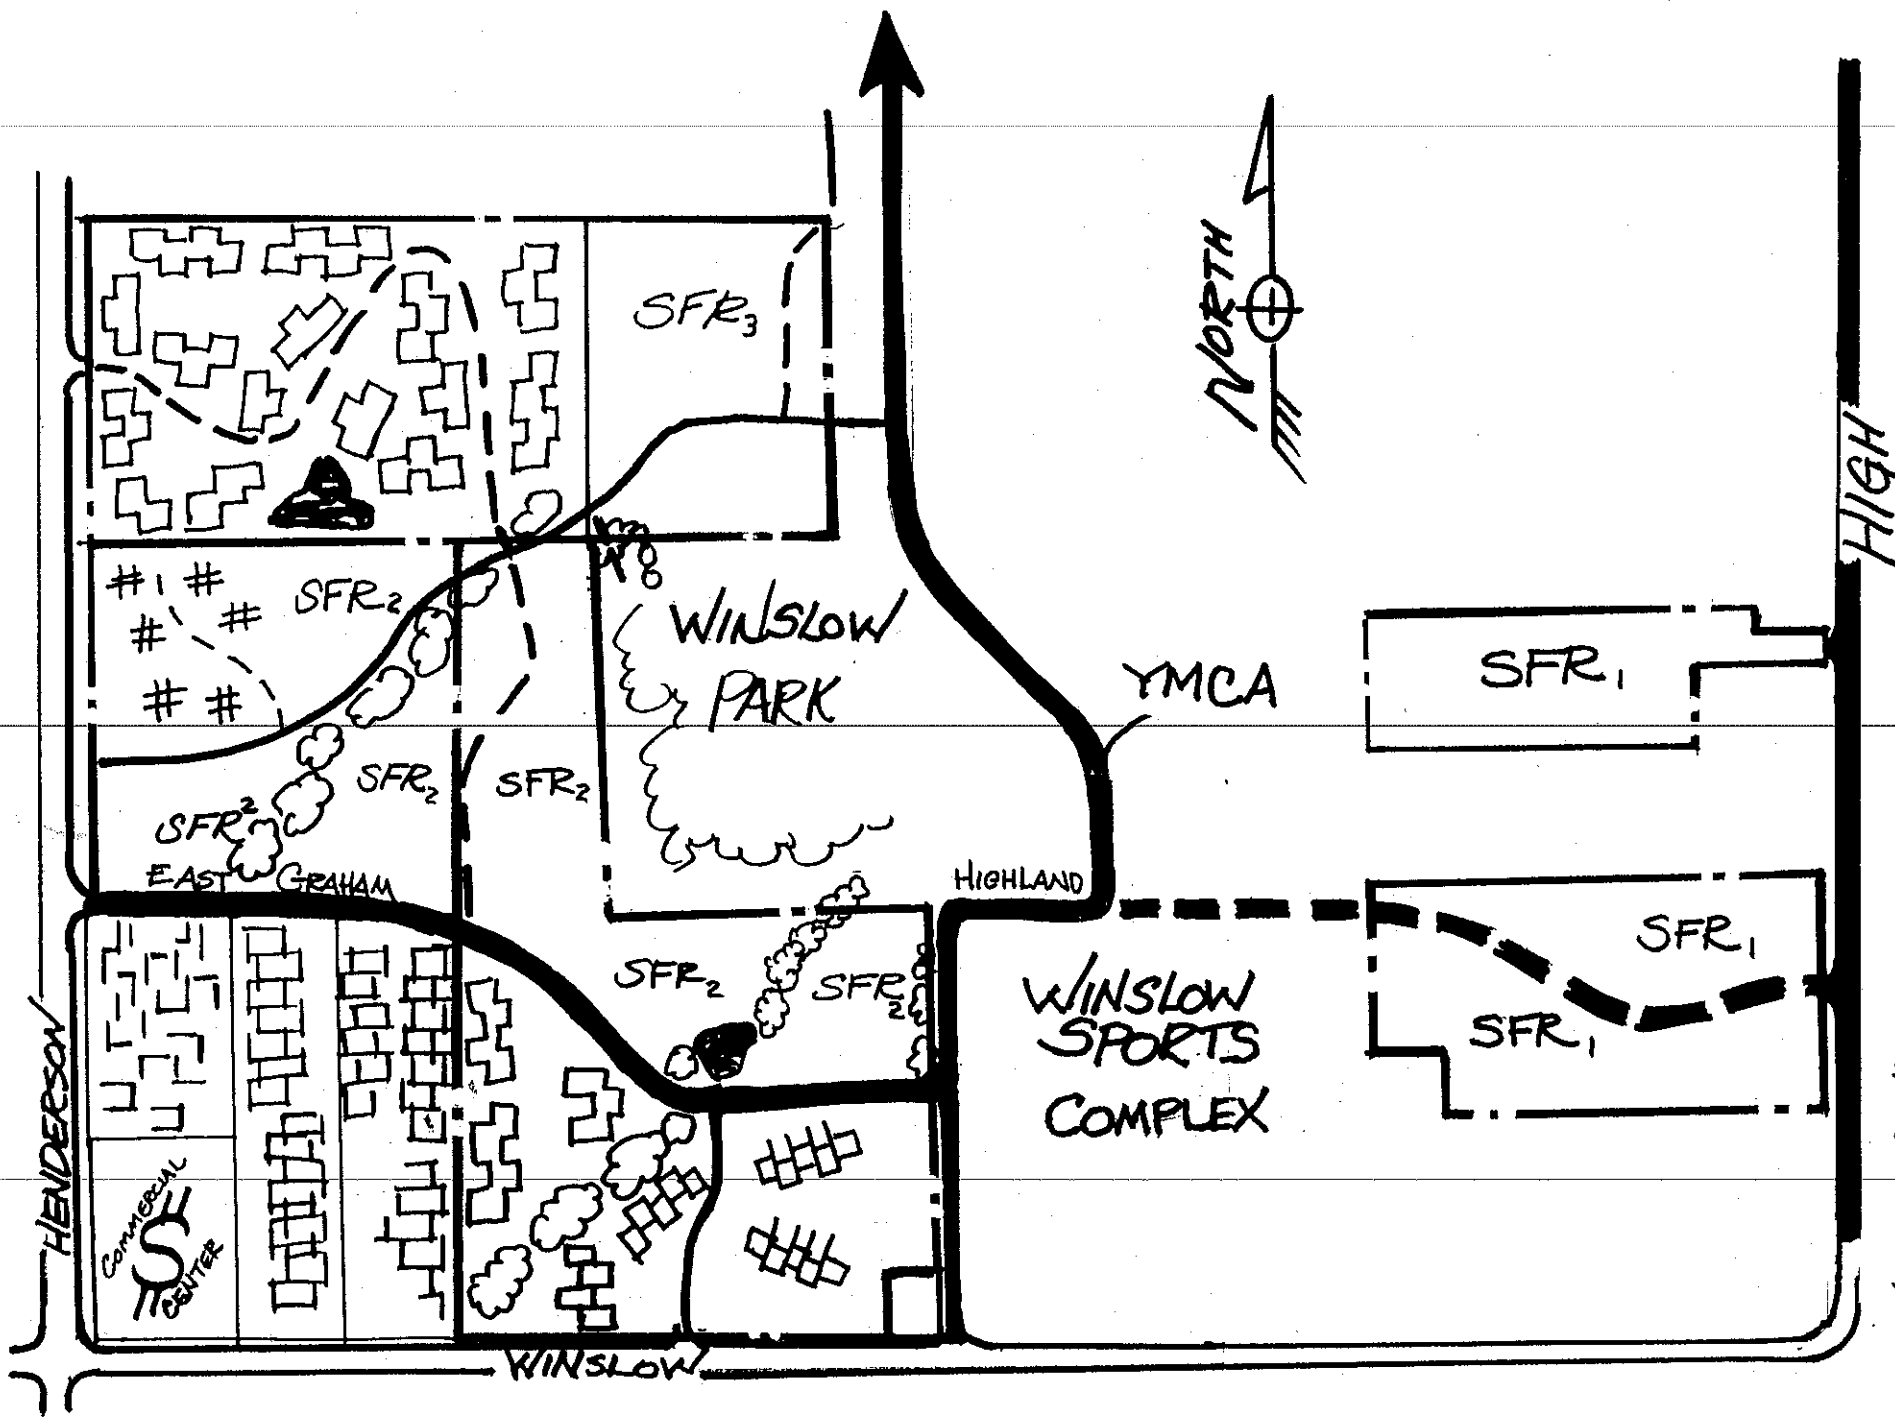 SFR3
NORTH
HIGH
SFR2
WINSLOW
PARK
YMCA
SFR1
SFR2
SFR2
SFR2
EAST GRAHAM
HIGHLAND
SFR1
SFR2
SFR2
WINSLOW
SPORTS
COMPLEX
SFR1
HENDERSON
COMMERCIAL
S
CENTER
WINSLOW